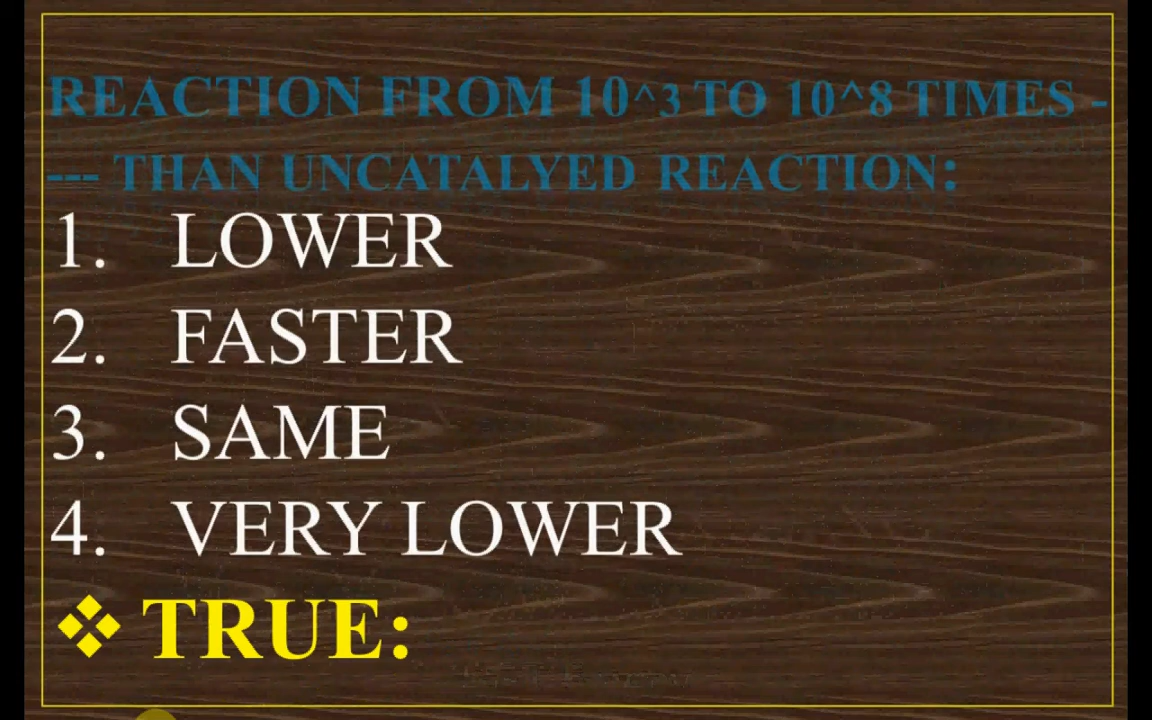 REACTION FROM 10^3 TO 10^8 TIMES -
--- THAN UNCATALYED REACTION:
1. LOWER
2. FASTER
3. SAME
4. VERY LOWER
❖ TRUE: